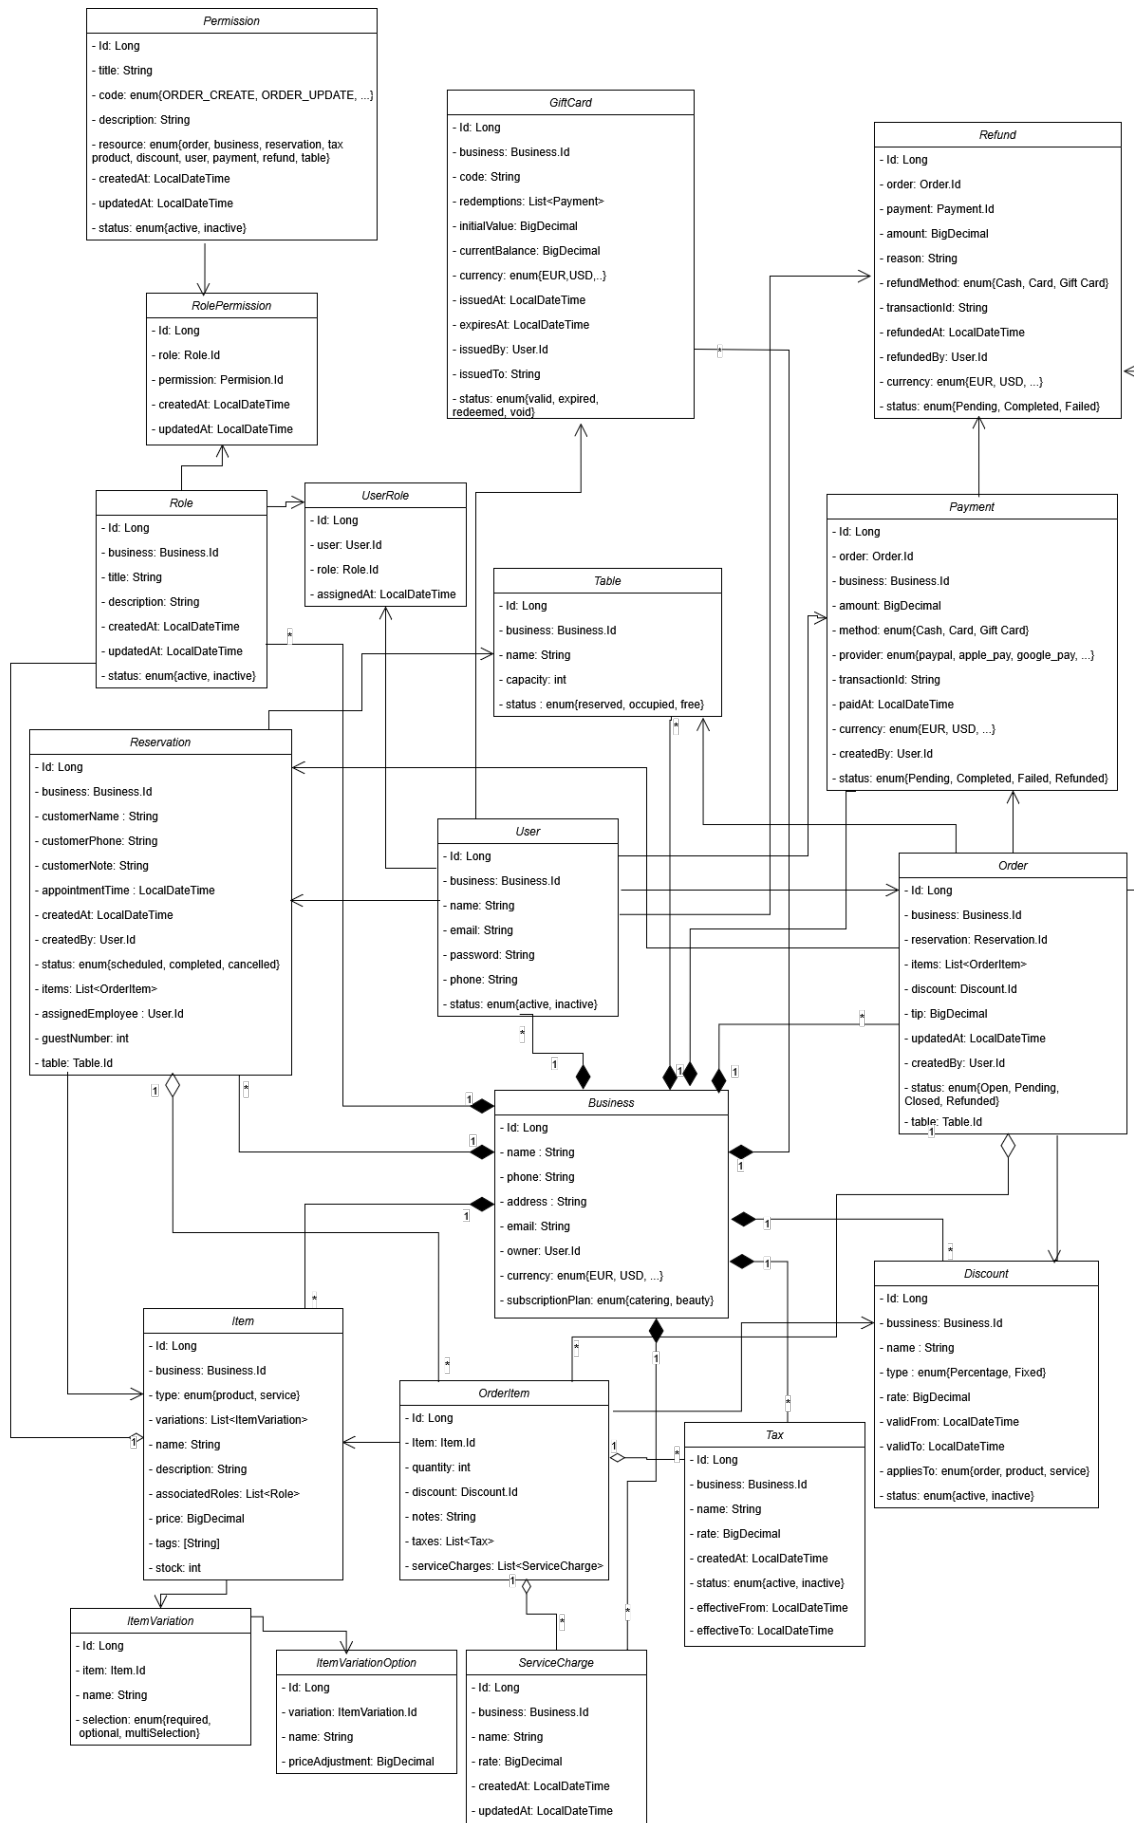 Permission
- Id: Long
- title: String
- code: enum{ORDER_CREATE, ORDER_UPDATE, ...}
- description: String
- resource: enum{order, business, reservation, tax
product, discount, user, payment, refund, table}
- createdAt: LocalDateTime
- updatedAt: LocalDateTime
- status: enum{active, inactive}
GiftCard
- Id: Long
- business: Business.Id
- code: String
- redemptions: List<Payment>
- initialValue: BigDecimal
- currentBalance: BigDecimal
- currency: enum{EUR,USD,..}
- issuedAt: LocalDateTime
- expiresAt: LocalDateTime
- issuedBy: User.Id
- issuedTo: String
- status: enum{valid, expired,
redeemed, void}
*
Refund
- Id: Long
- order: Order.Id
- payment: Payment.Id
- amount: BigDecimal
- reason: String
- refundMethod: enum{Cash, Card, Gift Card}
- transactionId: String
- refundedAt: LocalDateTime
- refundedBy: User.Id
- currency: enum{EUR, USD, ...}
- status: enum{Pending, Completed, Failed}
RolePermission
- Id: Long
- role: Role.Id
- permission: Permision.Id
- createdAt: LocalDateTime
- updatedAt: LocalDateTime
Role
- Id: Long
- business: Business.Id
- title: String
- description: String
- createdAt: LocalDateTime
- updatedAt: LocalDateTime
- status: enum{active, inactive}
*
UserRole
- Id: Long
- user: User.Id
- role: Role.Id
- assignedAt: LocalDateTime
Table
- Id: Long
- business: Business.Id
- name: String
- capacity: int
- status : enum{reserved, occupied, free}
*
Payment
- Id: Long
- order: Order.Id
- business: Business.Id
- amount: BigDecimal
- method: enum{Cash, Card, Gift Card}
- provider: enum{paypal, apple_pay, google_pay, ...}
- transactionId: String
- paidAt: LocalDateTime
- currency: enum{EUR, USD, ...}
- createdBy: User.Id
- status: enum{Pending, Completed, Failed, Refunded}
Reservation
- Id: Long
- business: Business.Id
- customerName : String
- customerPhone: String
- customerNote: String
- appointmentTime : LocalDateTime
- createdAt: LocalDateTime
- createdBy: User.Id
- status: enum{scheduled, completed, cancelled}
- items: List<OrderItem>
- assignedEmployee : User.Id
- guestNumber: int
- table: Table.Id
1
*
User
- Id: Long
- business: Business.Id
- name: String
- email: String
- password: String
- phone: String
- status: enum{active, inactive}
*
1
Order
- Id: Long
- business: Business.Id
- reservation: Reservation.Id
- items: List<OrderItem>
- discount: Discount.Id
- tip: BigDecimal
- updatedAt: LocalDateTime
- createdBy: User.Id
- status: enum{Open, Pending,
Closed, Refunded}
- table: Table.Id
1
*
1
1
Business
- Id: Long
- name : String
- phone: String
- address : String
- email: String
- owner: User.Id
- currency: enum{EUR, USD, ...}
- subscriptionPlan: enum{catering, beauty}
1
1
1
1
1
1
1
*
Discount
- Id: Long
- bussiness: Business.Id
- name : String
- type : enum{Percentage, Fixed}
- rate: BigDecimal
- validFrom: LocalDateTime
- validTo: LocalDateTime
- appliesTo: enum{order, product, service}
- status: enum{active, inactive}
*
Item
- Id: Long
- business: Business.Id
- type: enum{product, service}
- variations: List<ItemVariation>
- name: String
- description: String
- associatedRoles: List<Role>
- price: BigDecimal
- tags: [String]
- stock: int
1
*
*
OrderItem
- Id: Long
- Item: Item.Id
- quantity: int
- discount: Discount.Id
- notes: String
- taxes: List<Tax>
- serviceCharges: List<ServiceCharge>
1
*
1
*
*
*
Tax
- Id: Long
- business: Business.Id
- name: String
- rate: BigDecimal
- createdAt: LocalDateTime
- status: enum{active, inactive}
- effectiveFrom: LocalDateTime
- effectiveTo: LocalDateTime
ItemVariation
- Id: Long
- item: Item.Id
- name: String
- selection: enum{required,
optional, multiSelection}
ItemVariationOption
- Id: Long
- variation: ItemVariation.Id
- name: String
- priceAdjustment: BigDecimal
ServiceCharge
- Id: Long
- business: Business.Id
- name: String
- rate: BigDecimal
- createdAt: LocalDateTime
- updatedAt: LocalDateTime